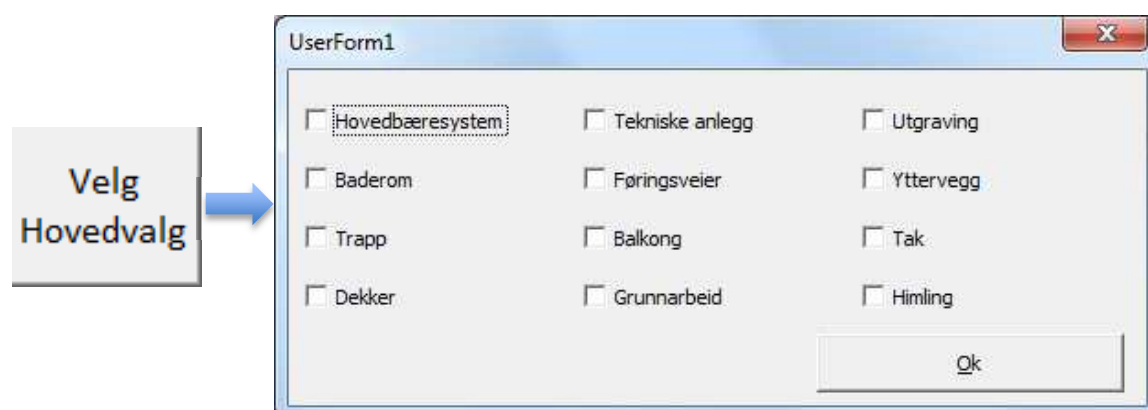 Velg
Hovedvalg
UserForm1
Hovedbæresystem
Tekniske anlegg
Utgraving
Baderom
Føringsveier
Yttervegg
Trapp
Balkong
Tak
Dekker
Grunnarbeid
Himling
Ok